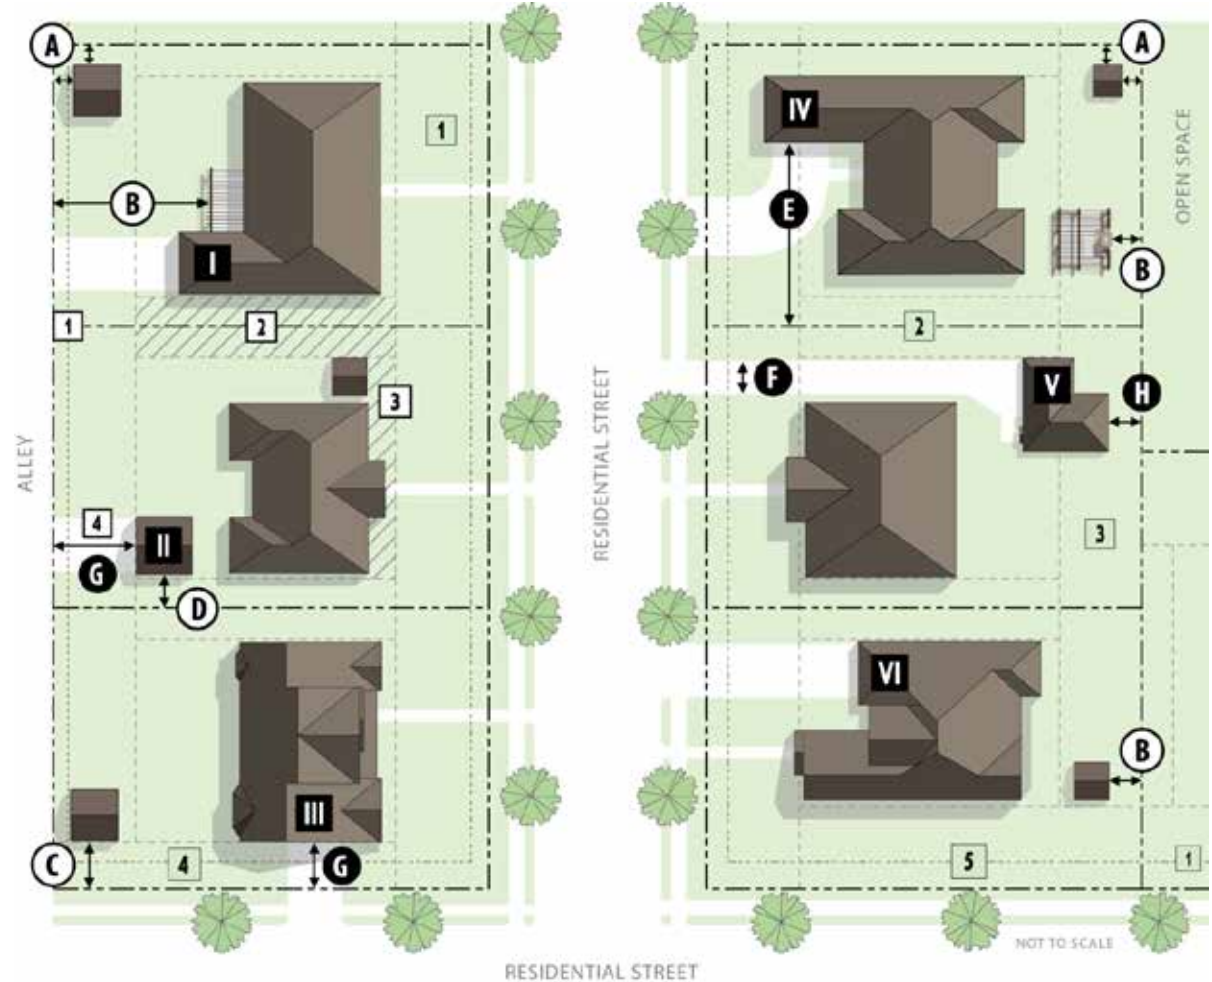 A
A
1
IV
OPEN SPACE
B
E
I
B
1
2
2
F
V
H
3
RESIDENTIAL STREET
ALLEY
4
II
G
3
D
VI
B
III
C
4
G
5
1
NOT TO SCALE
RESIDENTIAL STREET